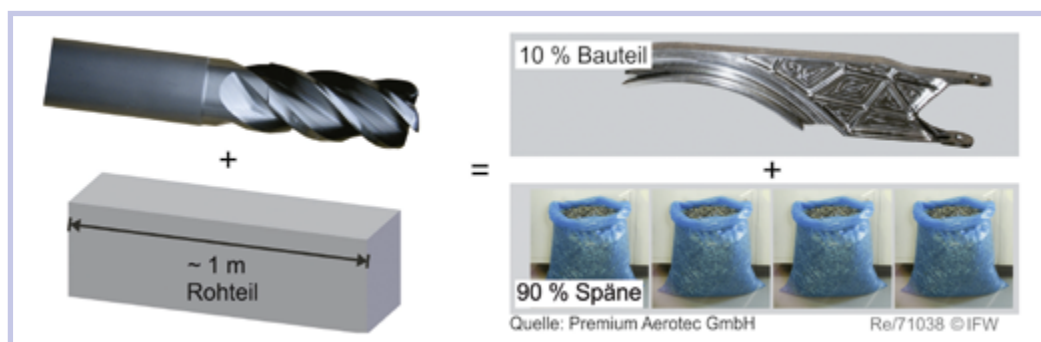 +
~ 1 m
Rohteil
=
10 % Bauteil
+
90 % Späne
Quelle: Premium Aerotec GmbH
Re/71038 © IFW